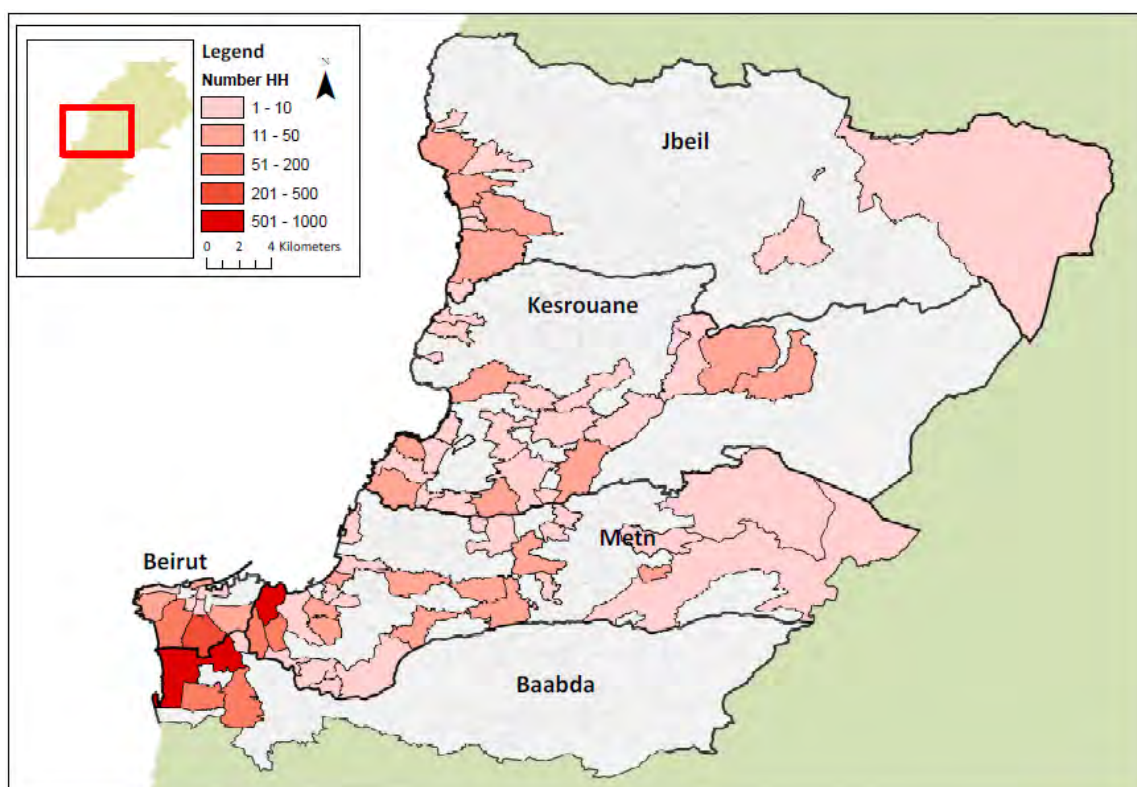 Legend
Number HH
N
1 - 10
11 - 50
51 - 200
201 - 500
501 - 1000
0 2 4 Kilometers
Jbeil
Kesrouane
Metn
Beirut
Baabda